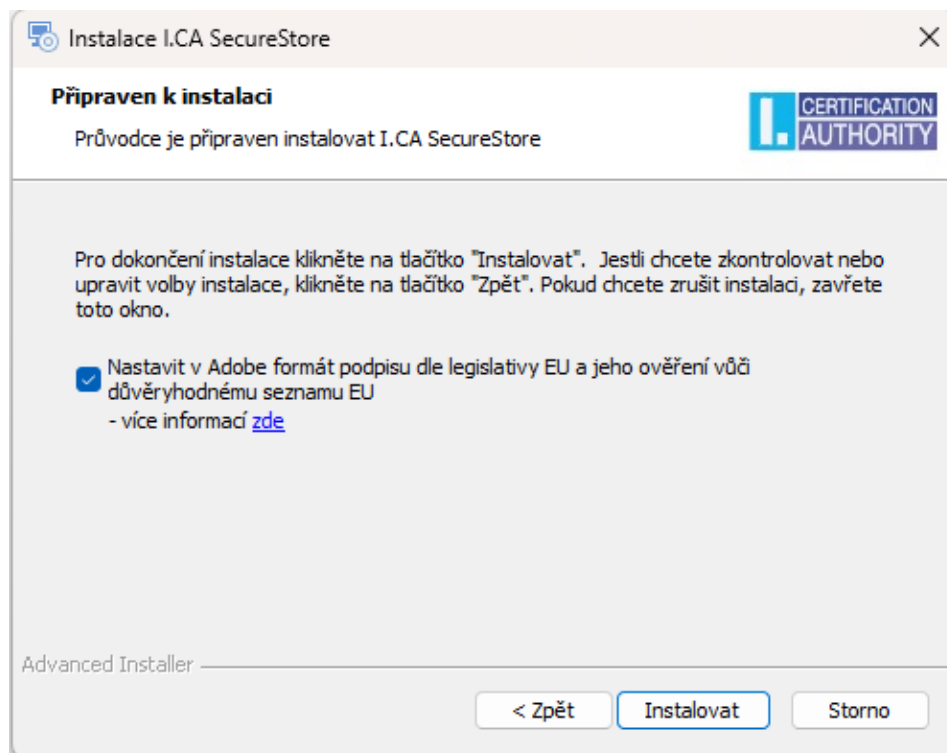 Instalace I.CA SecureStore
Připraven k instalaci
Průvodce je připraven instalovat I.CA SecureStore
I. CERTIFICATION
AUTHORITY
Pro dokončení instalace klikněte na tlačítko "Instalovat".  Jestli chcete zkontrolovat nebo
upravit volby instalace, klikněte na tlačítko "Zpět". Pokud chcete zrušit instalaci, zavřete
toto okno.
Nastavit v Adobe formát podpisu dle legislativy EU a jeho ověření vůči
důvěryhodnému seznamu EU
- více informací zde
Advanced Installer
< Zpět
Instalovat
Storno